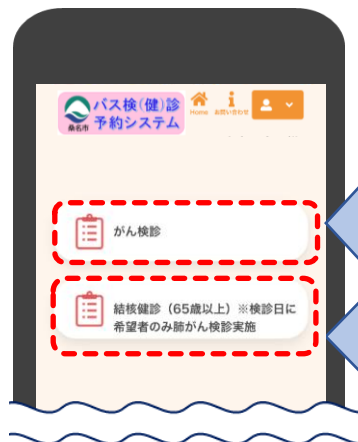 バス検(健)診
予約システム
桑名市
Home
お問い合わせ
がん検診
結核健診（65歳以上）※検診日に
希望者のみ肺がん検診実施